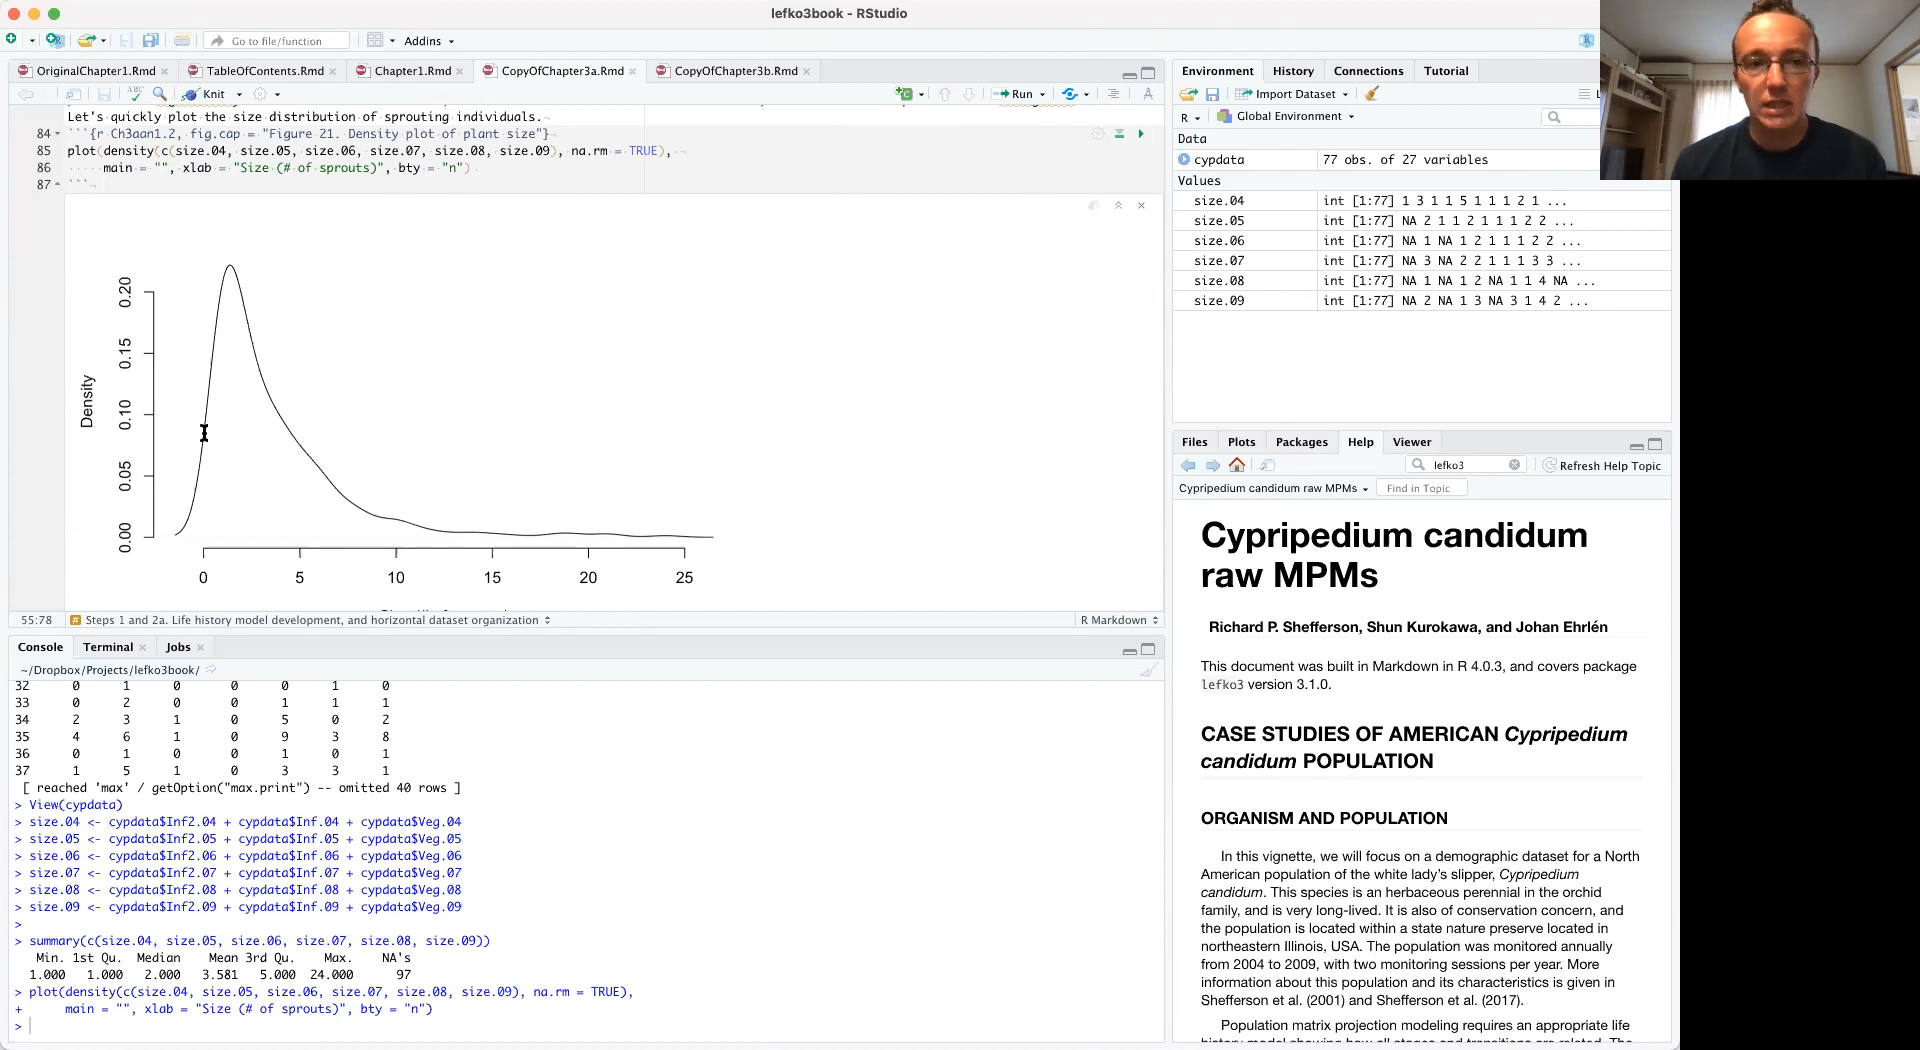 lefko3book - RStudio
Go to file/function
Addins
OriginalChapter1.Rmd
TableOfContents.Rmd
Chapter1.Rmd
CopyOfChapter3a.Rmd
CopyOfChapter3b.Rmd
ABC
Knit
Run
Let's quickly plot the size distribution of sprouting individuals.
84 ```{r Ch3aan1.2, fig.cap = "Figure 21. Density plot of plant size"}
85 plot(density(c(size.04, size.05, size.06, size.07, size.08, size.09), na.rm = TRUE),
86 main = "", xlab = "Size (# of sprouts)", bty = "n")
87 ```
Density
0.00 0.05 0.10 0.15 0.20
0 5 10 15 20 25
55:78
Steps 1 and 2a. Life history model development, and horizontal dataset organization
R Markdown
Console
Terminal
Jobs
~/Dropbox/Projects/lefko3book/
32 0 1 0 0 0 1 0
33 0 2 0 0 1 1 1
34 2 3 1 0 5 0 2
35 4 6 1 0 9 3 8
36 0 1 0 0 1 0 1
37 1 5 1 0 3 3 1
[ reached 'max' / getOption("max.print") -- omitted 40 rows ]
> View(cypdata)
> size.04 <- cypdata$Inf2.04 + cypdata$Inf.04 + cypdata$Veg.04
> size.05 <- cypdata$Inf2.05 + cypdata$Inf.05 + cypdata$Veg.05
> size.06 <- cypdata$Inf2.06 + cypdata$Inf.06 + cypdata$Veg.06
> size.07 <- cypdata$Inf2.07 + cypdata$Inf.07 + cypdata$Veg.07
> size.08 <- cypdata$Inf2.08 + cypdata$Inf.08 + cypdata$Veg.08
> size.09 <- cypdata$Inf2.09 + cypdata$Inf.09 + cypdata$Veg.09
>
> summary(c(size.04, size.05, size.06, size.07, size.08, size.09))
Min. 1st Qu. Median Mean 3rd Qu. Max. NA's
1.000 1.000 2.000 3.581 5.000 24.000 97
> plot(density(c(size.04, size.05, size.06, size.07, size.08, size.09), na.rm = TRUE),
+ main = "", xlab = "Size (# of sprouts)", bty = "n")
>
Environment
History
Connections
Tutorial
Import Dataset
R
Global Environment
Data
cypdata 77 obs. of 27 variables
Values
size.04 int [1:77] 1 3 1 1 5 1 1 1 2 1 ...
size.05 int [1:77] NA 2 1 1 2 1 1 1 2 2 ...
size.06 int [1:77] NA 1 NA 1 2 1 1 1 2 2 ...
size.07 int [1:77] NA 3 NA 2 2 1 1 1 3 3 ...
size.08 int [1:77] NA 1 NA 1 2 NA 1 1 4 NA ...
size.09 int [1:77] NA 2 NA 1 3 NA 3 1 4 2 ...
Files
Plots
Packages
Help
Viewer
lefko3
Refresh Help Topic
Cypripedium candidum raw MPMs
Find in Topic
Cypripedium candidum
raw MPMs
Richard P. Shefferson, Shun Kurokawa, and Johan Ehrlén
This document was built in Markdown in R 4.0.3, and covers package
lefko3 version 3.1.0.
CASE STUDIES OF AMERICAN Cypripedium
candidum POPULATION
ORGANISM AND POPULATION
In this vignette, we will focus on a demographic dataset for a North
American population of the white lady's slipper, Cypripedium
candidum. This species is an herbaceous perennial in the orchid
family, and is very long-lived. It is also of conservation concern, and
the population is located within a state nature preserve located in
northeastern Illinois, USA. The population was monitored annually
from 2004 to 2009, with two monitoring sessions per year. More
information about this population and its characteristics is given in
Shefferson et al. (2001) and Shefferson et al. (2017).
Population matrix projection modeling requires an appropriate life